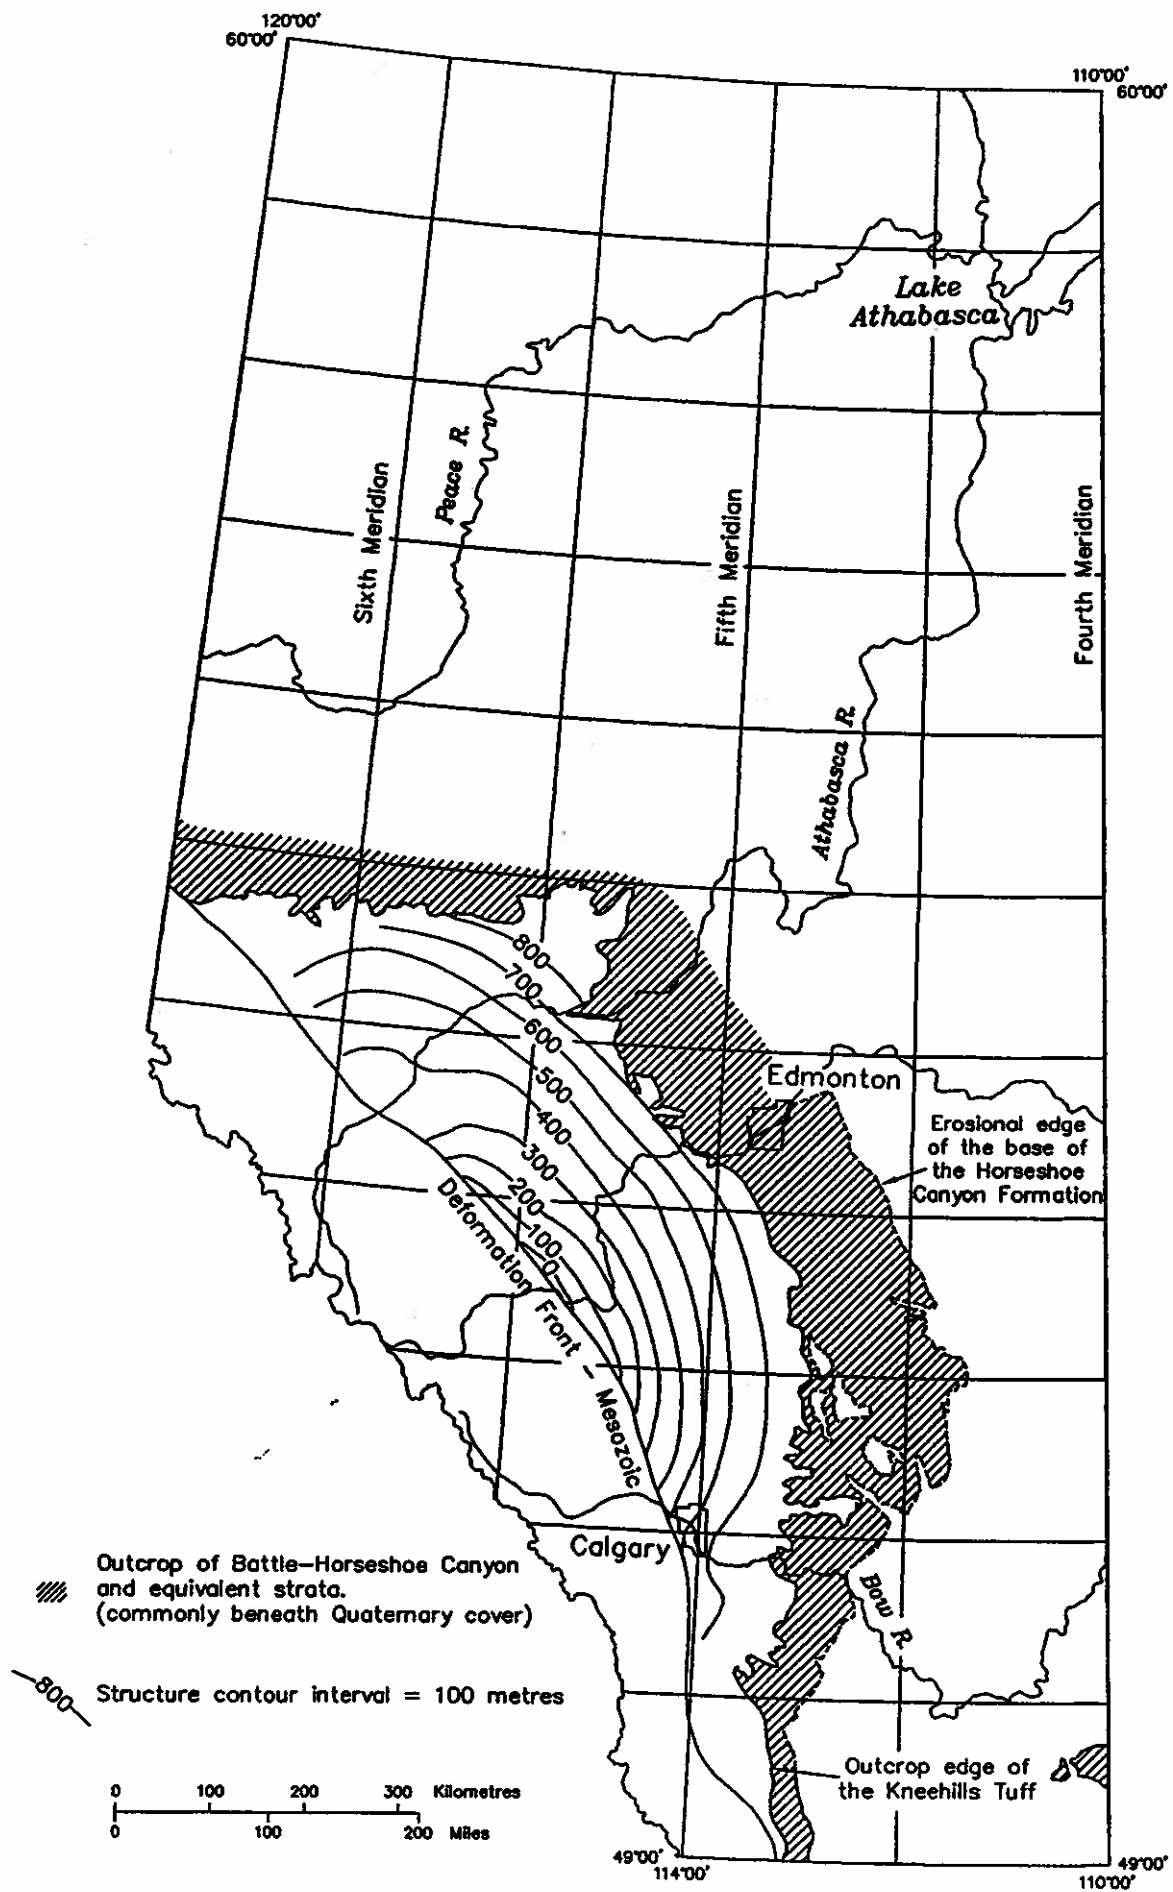 120°00'
60°00'
110°00'
60°00'
Lake
Athabasca
Peace R.
Sixth Meridian
Fifth Meridian
Fourth Meridian
Athabasca R.
800
700
600
500
400
300
200
100
0
Edmonton
Erosional edge
of the base of
the Horseshoe
Canyon Formation
Deformation Front – Mesozoic
Calgary
Bow R.
Outcrop of Battle–Horseshoe Canyon
and equivalent strata.
(commonly beneath Quaternary cover)
800
Structure contour interval = 100 metres
Outcrop edge of
the Kneehills Tuff
0 100 200 300 Kilometres
0 100 200 Miles
49°00'
114°00'
49°00'
110°00'